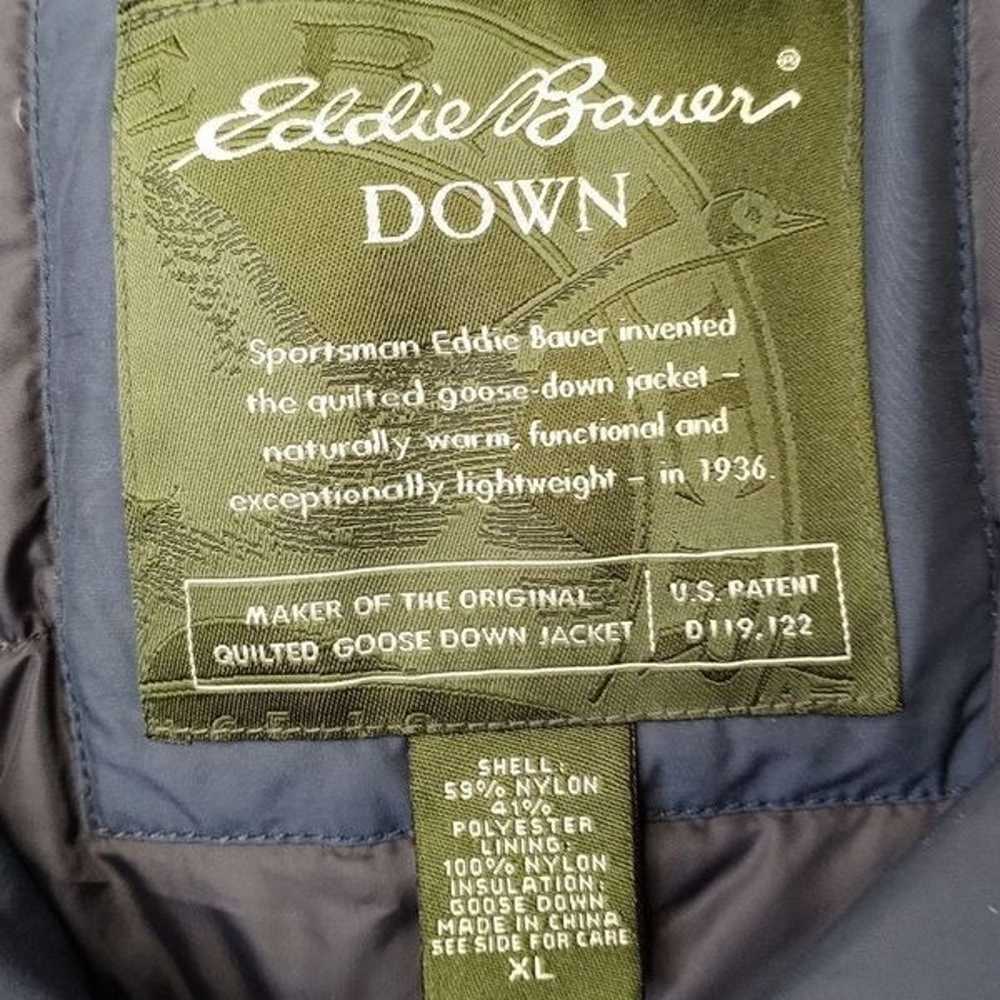 Eddie Bauer®
DOWN
Sportsman Eddie Bauer invented
the quilted goose-down jacket –
naturally warm, functional and
exceptionally lightweight – in 1936.
MAKER OF THE ORIGINAL
QUILTED GOOSE DOWN JACKET
U.S. PATENT
D119,122
SHELL:
59% NYLON
41%
POLYESTER
LINING:
100% NYLON
INSULATION:
GOOSE DOWN
MADE IN CHINA
SEE SIDE FOR CARE
XL